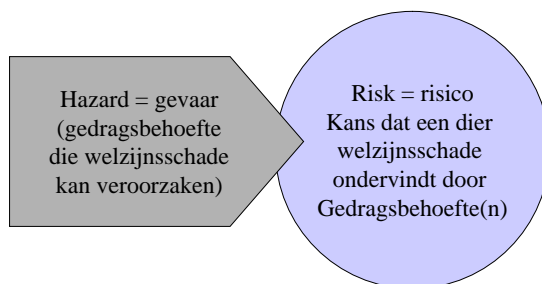 Hazard = gevaar
(gedragsbehoefte
die welzijnsschade
kan veroorzaken)
Risk = risico
Kans dat een dier
welzijnsschade
ondervindt door
Gedragsbehoefte(n)